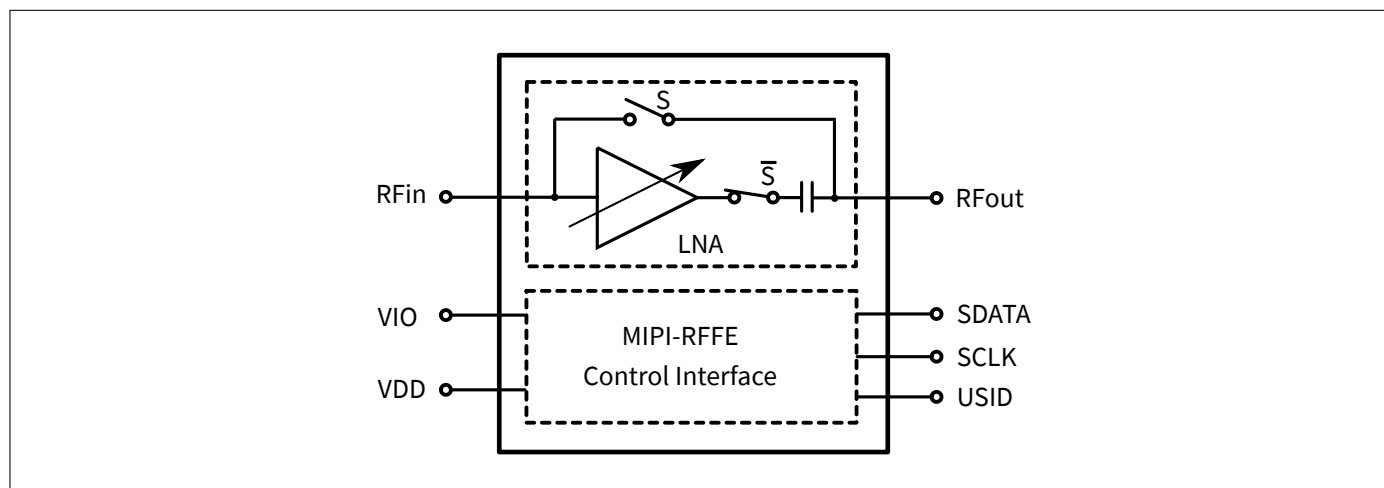 S
RFin
S̅
RFout
LNA
VIO
MIPI-RFFE
Control Interface
SDATA
SCLK
VDD
USID